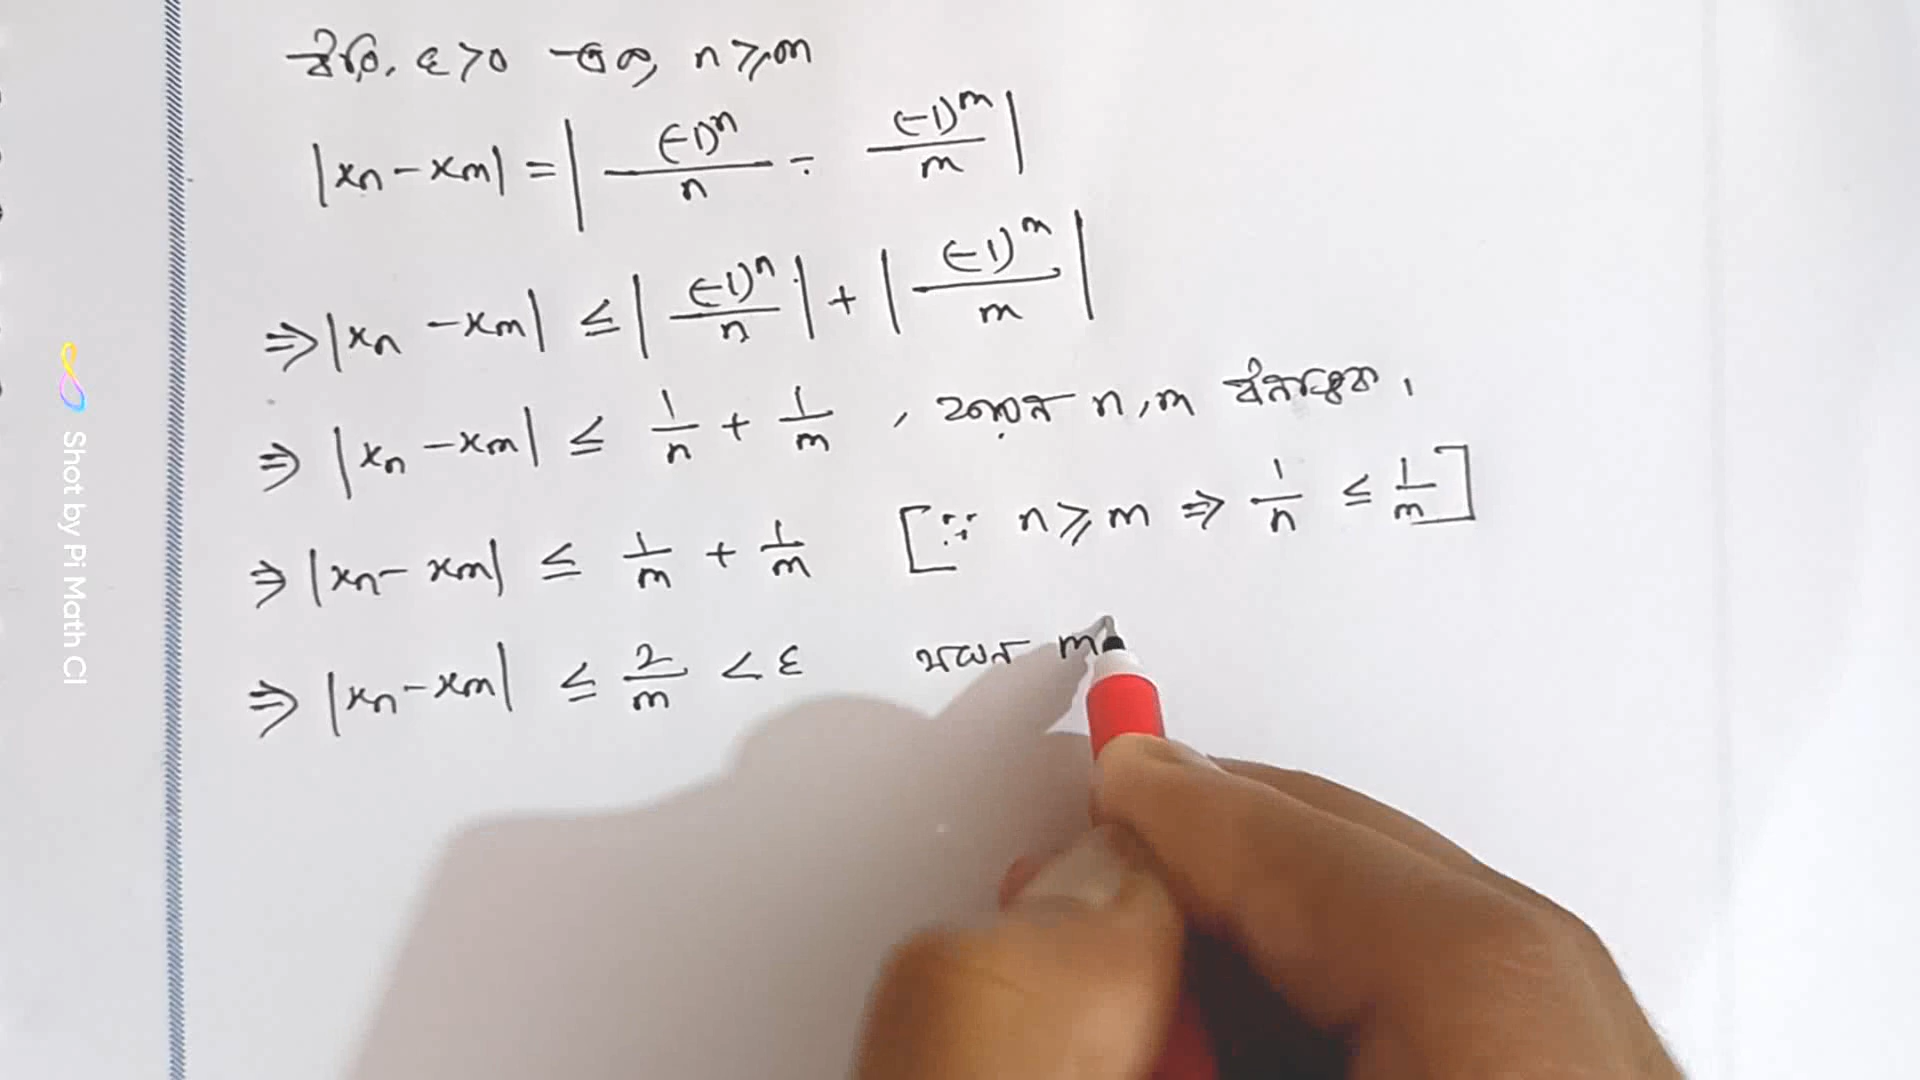 ধরি, ε>0 এবং, n ⩾ m
|xₙ - xₘ| = | (-1)ⁿ/n - (-1)ᵐ/m |
⇒ |xₙ - xₘ| ≤ | (-1)ⁿ/n | + | (-1)ᵐ/m |
⇒ |xₙ - xₘ| ≤ 1/n + 1/m , যেখানে n, m ধনাত্মক ।
⇒ |xₙ - xₘ| ≤ 1/m + 1/m [∵ n ⩾ m ⇒ 1/n ≤ 1/m]
⇒ |xₙ - xₘ| ≤ 2/m < ε যখন m
Shot by Pi Math Cl